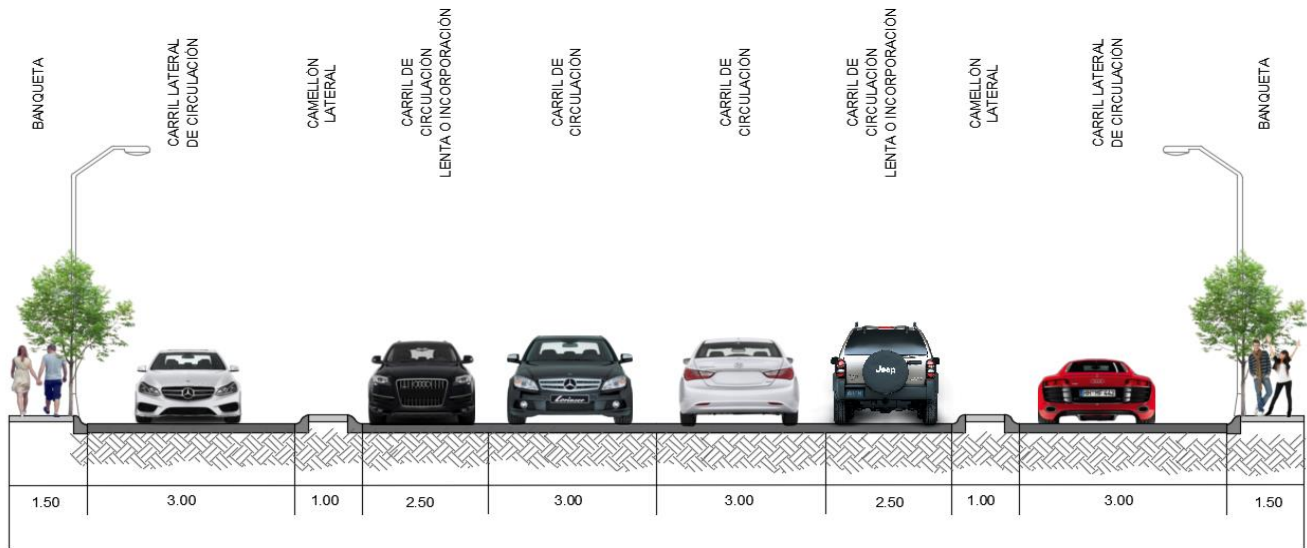 BANQUETA
CARRIL LATERAL
DE CIRCULACIÓN
CAMELLÓN
LATERAL
CARRIL DE
CIRCULACIÓN
LENTA O INCORPORACIÓN
CARRIL DE
CIRCULACIÓN
CARRIL DE
CIRCULACIÓN
CARRIL DE
CIRCULACIÓN
LENTA O INCORPORACIÓN
CAMELLÓN
LATERAL
CARRIL LATERAL
DE CIRCULACIÓN
BANQUETA
Jeep
1.50
3.00
1.00
2.50
3.00
3.00
2.50
1.00
3.00
1.50